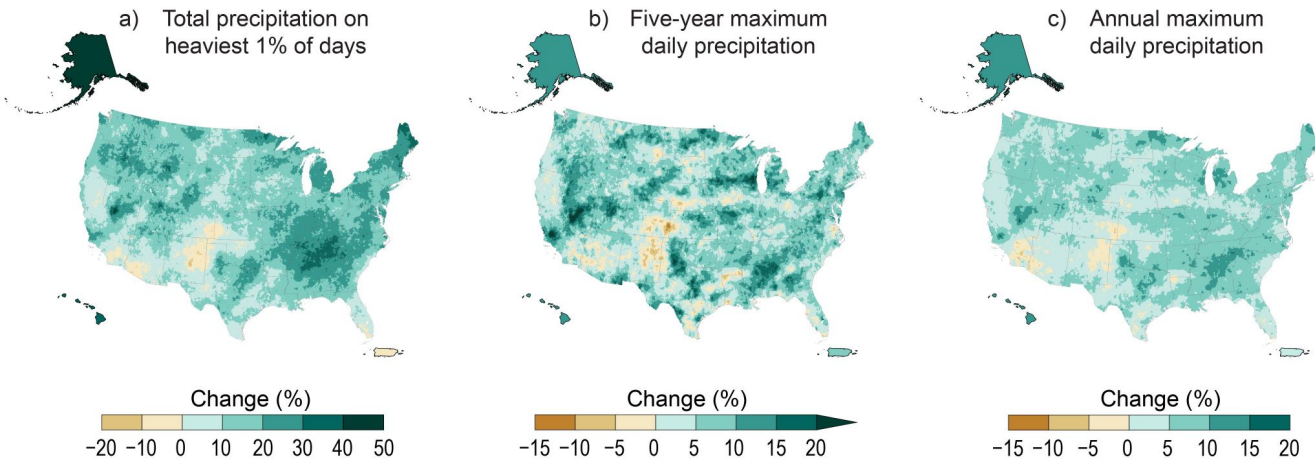 a) Total precipitation on
heaviest 1% of days
b) Five-year maximum
daily precipitation
c) Annual maximum
daily precipitation
Change (%)
−20 −10 0 10 20 30 40 50
Change (%)
−15 −10 −5 0 5 10 15 20
Change (%)
−15 −10 −5 0 5 10 15 20